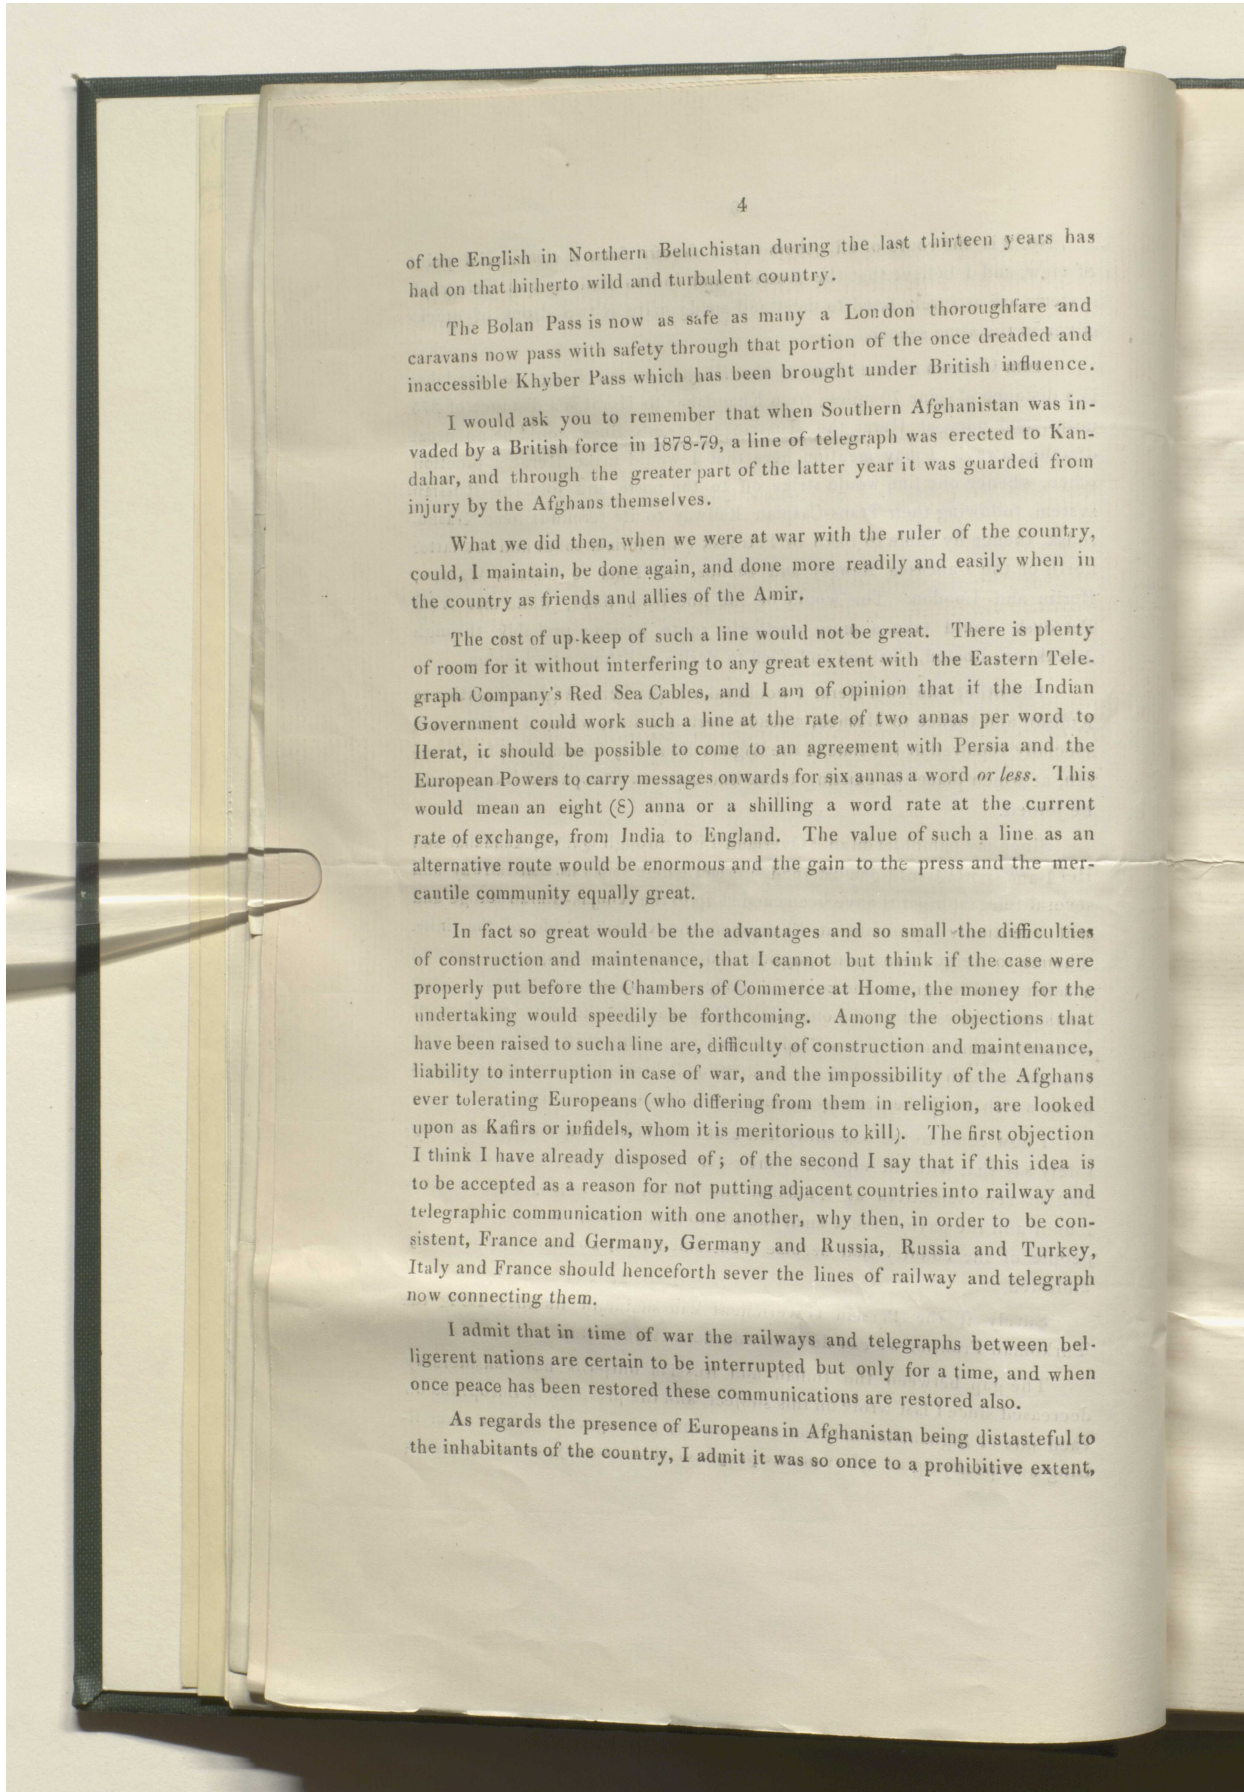 4
of the English in Northern Beluchistan during the last thirteen years has
had on that hitherto wild and turbulent country.
The Bolan Pass is now as safe as many a London thoroughfare and
caravans now pass with safety through that portion of the once dreaded and
inaccessible Khyber Pass which has been brought under British influence.
I would ask you to remember that when Southern Afghanistan was in-
vaded by a British force in 1878-79, a line of telegraph was erected to Kan-
dahar, and through the greater part of the latter year it was guarded from
injury by the Afghans themselves.
What we did then, when we were at war with the ruler of the country,
could, I maintain, be done again, and done more readily and easily when in
the country as friends and allies of the Amir.
The cost of up-keep of such a line would not be great. There is plenty
of room for it without interfering to any great extent with the Eastern Tele-
graph Company's Red Sea Cables, and I am of opinion that if the Indian
Government could work such a line at the rate of two annas per word to
Herat, it should be possible to come to an agreement with Persia and the
European Powers to carry messages onwards for six annas a word or less. This
would mean an eight (8) anna or a shilling a word rate at the current
rate of exchange, from India to England. The value of such a line as an
alternative route would be enormous and the gain to the press and the mer-
cantile community equally great.
In fact so great would be the advantages and so small the difficulties
of construction and maintenance, that I cannot but think if the case were
properly put before the Chambers of Commerce at Home, the money for the
undertaking would speedily be forthcoming. Among the objections that
have been raised to such a line are, difficulty of construction and maintenance,
liability to interruption in case of war, and the impossibility of the Afghans
ever tolerating Europeans (who differing from them in religion, are looked
upon as Kafirs or infidels, whom it is meritorious to kill). The first objection
I think I have already disposed of; of the second I say that if this idea is
to be accepted as a reason for not putting adjacent countries into railway and
telegraphic communication with one another, why then, in order to be con-
sistent, France and Germany, Germany and Russia, Russia and Turkey,
Italy and France should henceforth sever the lines of railway and telegraph
now connecting them.
I admit that in time of war the railways and telegraphs between bel-
ligerent nations are certain to be interrupted but only for a time, and when
once peace has been restored these communications are restored also.
As regards the presence of Europeans in Afghanistan being distasteful to
the inhabitants of the country, I admit it was so once to a prohibitive extent,